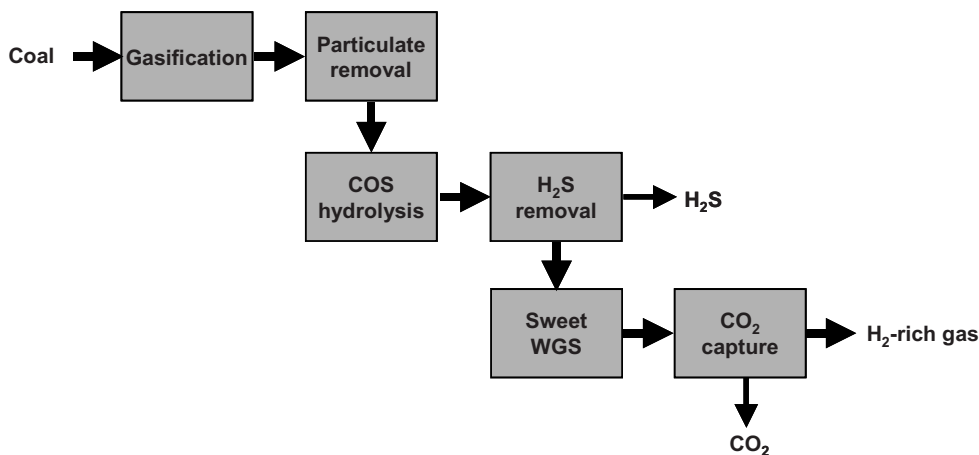 Coal
Gasification
Particulate
removal
COS
hydrolysis
H₂S
removal
H₂S
Sweet
WGS
CO₂
capture
H₂-rich gas
CO₂